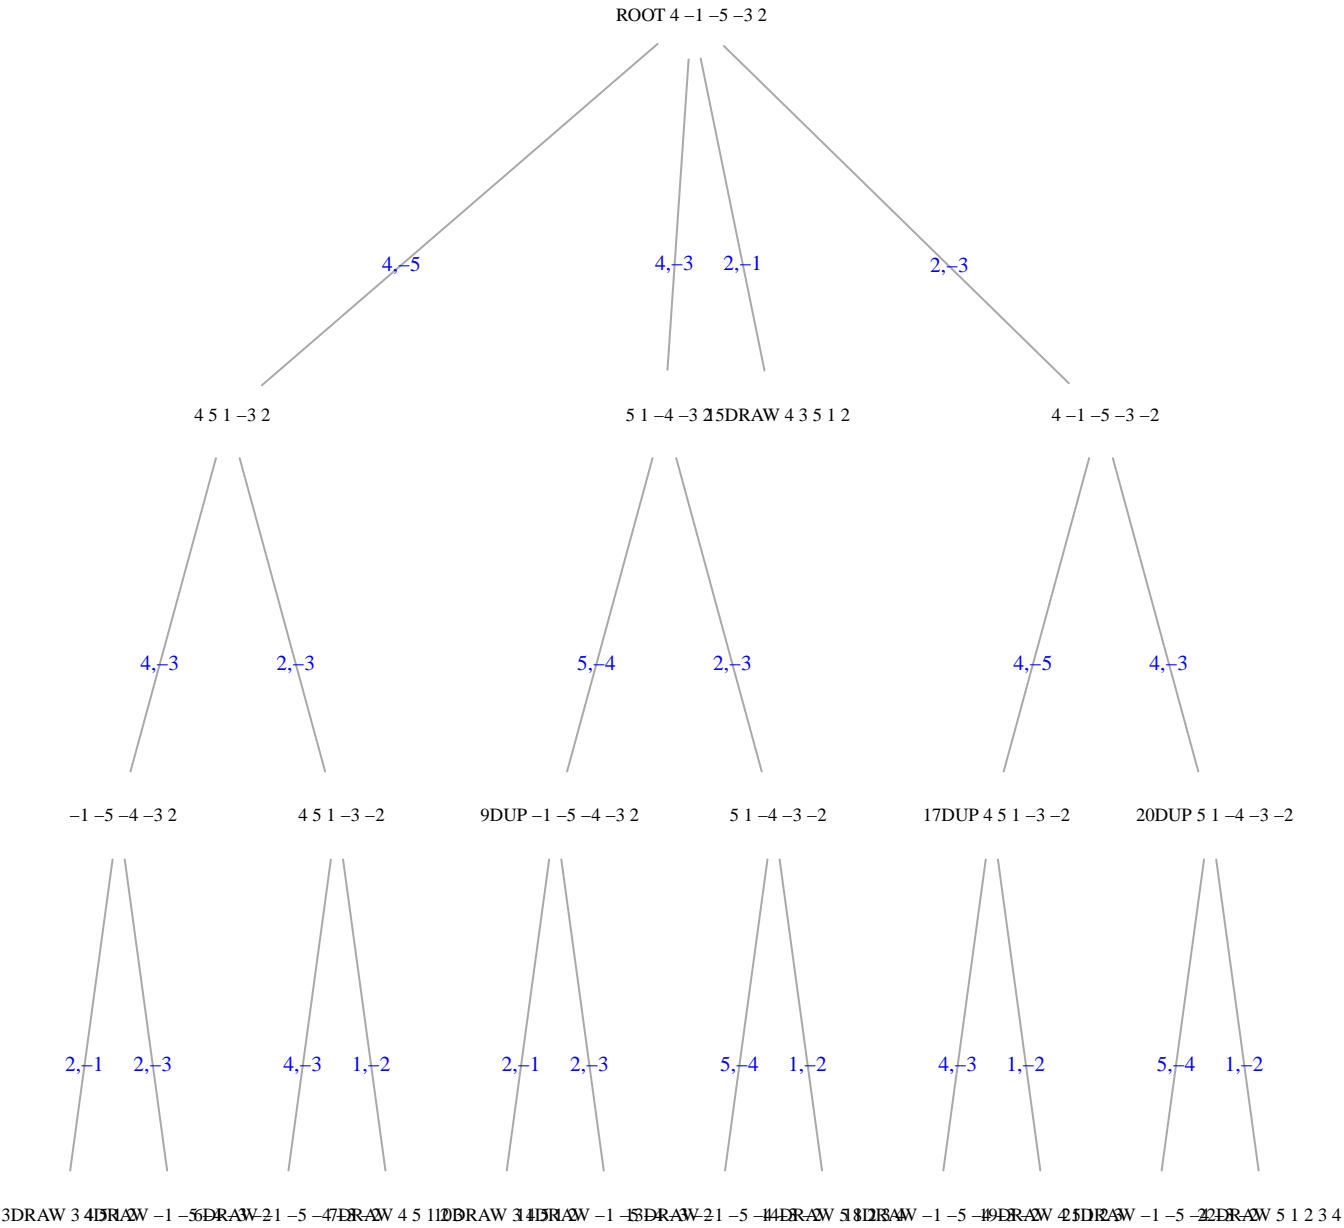 ROOT 4 –1 –5 –3 2
4,–5 4,–3 2,–1 2,–3
4 5 1 –3 2 5 1 –4 –3 2 15DRAW 4 3 5 1 2 4 –1 –5 –3 –2
4,–3 2,–3 5,–4 2,–3 4,–5 4,–3
–1 –5 –4 –3 2 4 5 1 –3 –2 9DUP –1 –5 –4 –3 2 5 1 –4 –3 –2 17DUP 4 5 1 –3 –2 20DUP 5 1 –4 –3 –2
2,–1 2,–3 4,–3 1,–2 2,–1 2,–3 5,–4 1,–2 4,–3 1,–2 5,–4 1,–2
3DRAW 3